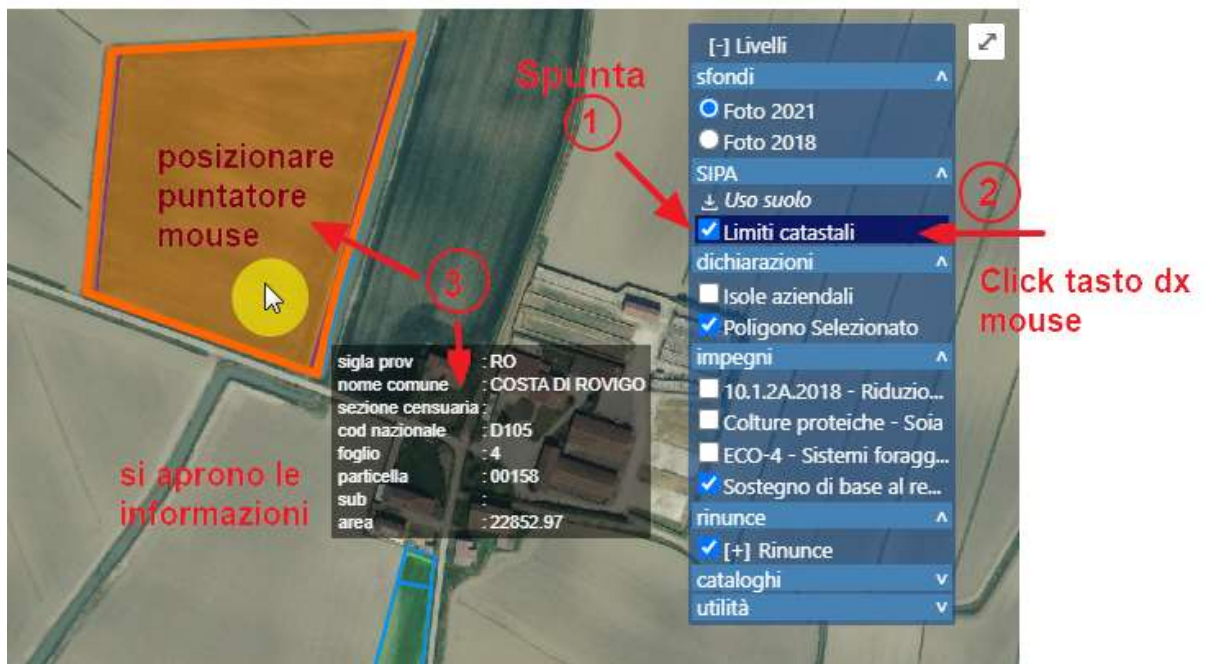 Spunta
1
posizionare
puntatore
mouse
3
sigla prov : RO
nome comune : COSTA DI ROVIGO
sezione censuaria :
cod nazionale : D105
foglio : 4
particella : 00158
sub :
area : 22852.97
si aprono le
informazioni
[-] Livelli
sfondi ʌ
Foto 2021
Foto 2018
SIPA ʌ
Uso suolo
Limiti catastali
dichiarazioni ʌ
Isole aziendali
Poligono Selezionato
impegni ʌ
10.1.2A.2018 - Riduzio...
Colture proteiche - Soia
ECO-4 - Sistemi foragg...
Sostegno di base al re...
rinunce ʌ
[+] Rinunce
cataloghi v
utilità v
2
Click tasto dx
mouse